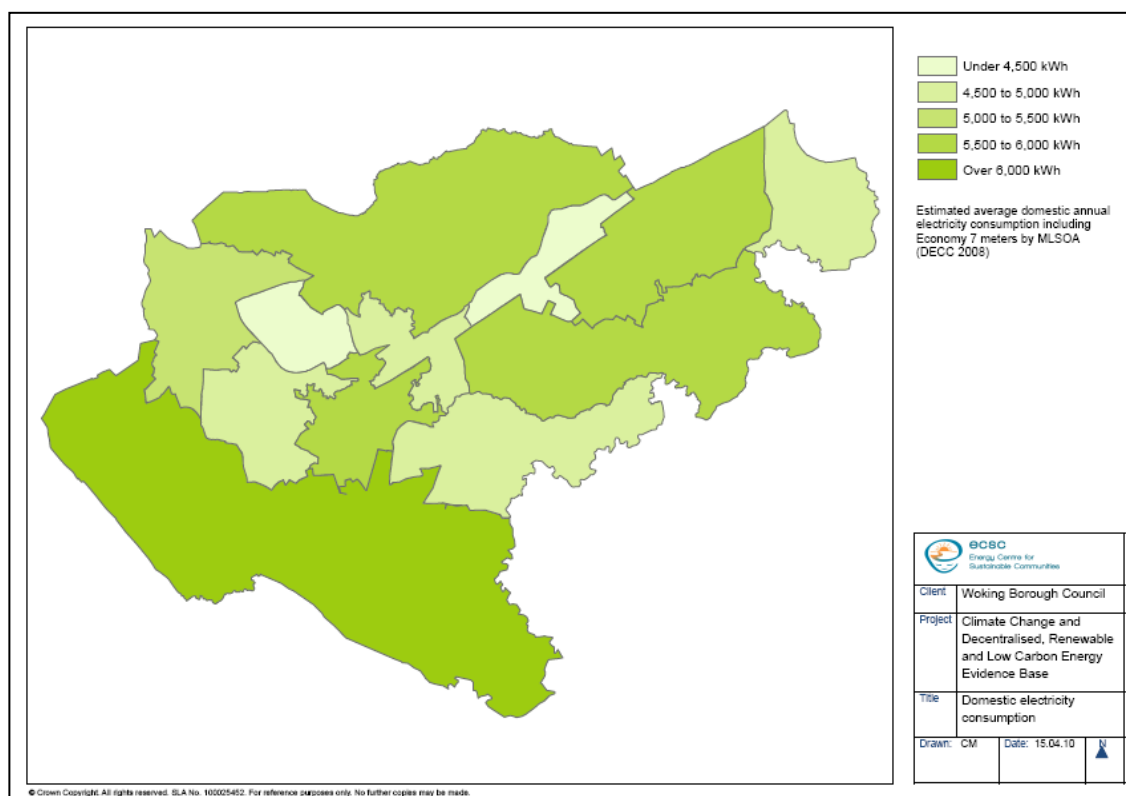 Under 4,500 kWh
4,500 to 5,000 kWh
5,000 to 5,500 kWh
5,500 to 6,000 kWh
Over 6,000 kWh
Estimated average domestic annual
electricity consumption including
Economy 7 meters by MLSOA
(DECC 2008)
ecsc
Energy Centre for
Sustainable Communities
Client Woking Borough Council
Project Climate Change and
Decentralised, Renewable
and Low Carbon Energy
Evidence Base
Title Domestic electricity
consumption
Drawn: CM Date: 15.04.10 N
© Crown Copyright. All rights reserved. SLA No. 100025452. For reference purposes only. No further copies may be made.